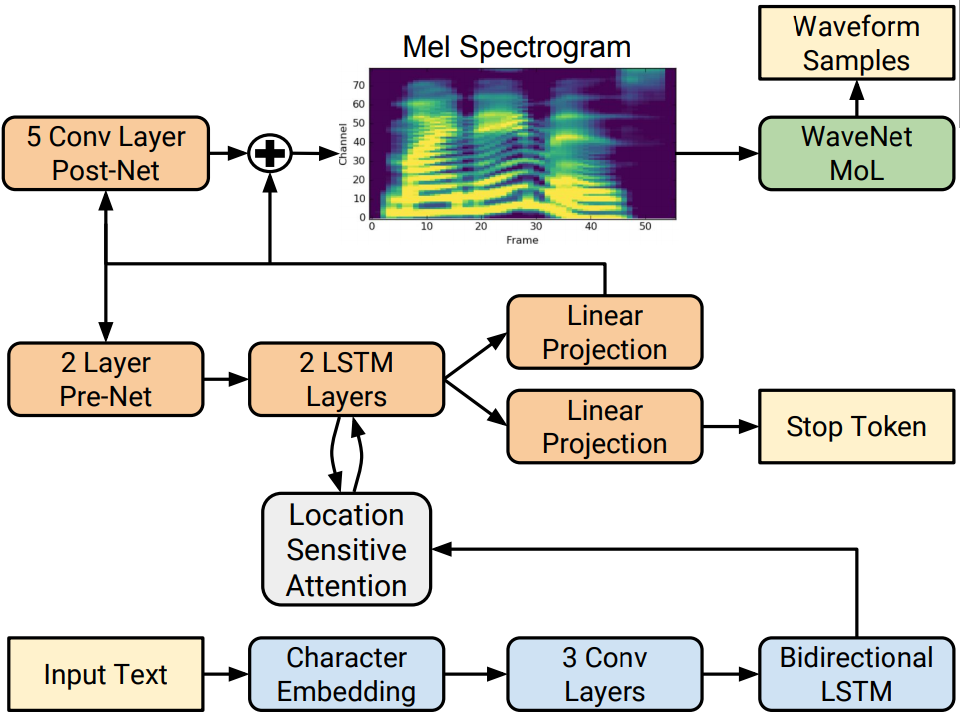 Mel Spectrogram
Waveform
Samples
5 Conv Layer
Post-Net
WaveNet
MoL
Channel
70
60
50
40
30
20
10
0
0 10 20 30 40 50
Frame
2 Layer
Pre-Net
2 LSTM
Layers
Linear
Projection
Linear
Projection
Stop Token
Location
Sensitive
Attention
Input Text
Character
Embedding
3 Conv
Layers
Bidirectional
LSTM